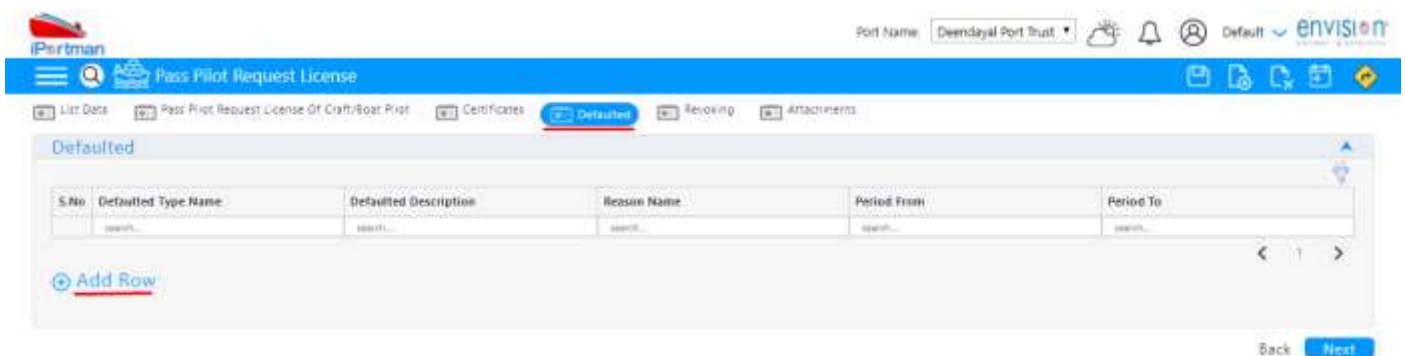 iPortman
Port Name Deendayal Port Trust Default envision
Pass Pilot Request License
List Data Pass Pilot Request License Of Craft/Boat Pilot Certificates Defaulted Revoking Attachments
Defaulted
S.No Defaulted Type Name Defaulted Description Reason Name Period From Period To
search... search... search... search... search...
1
Add Row
Back Next